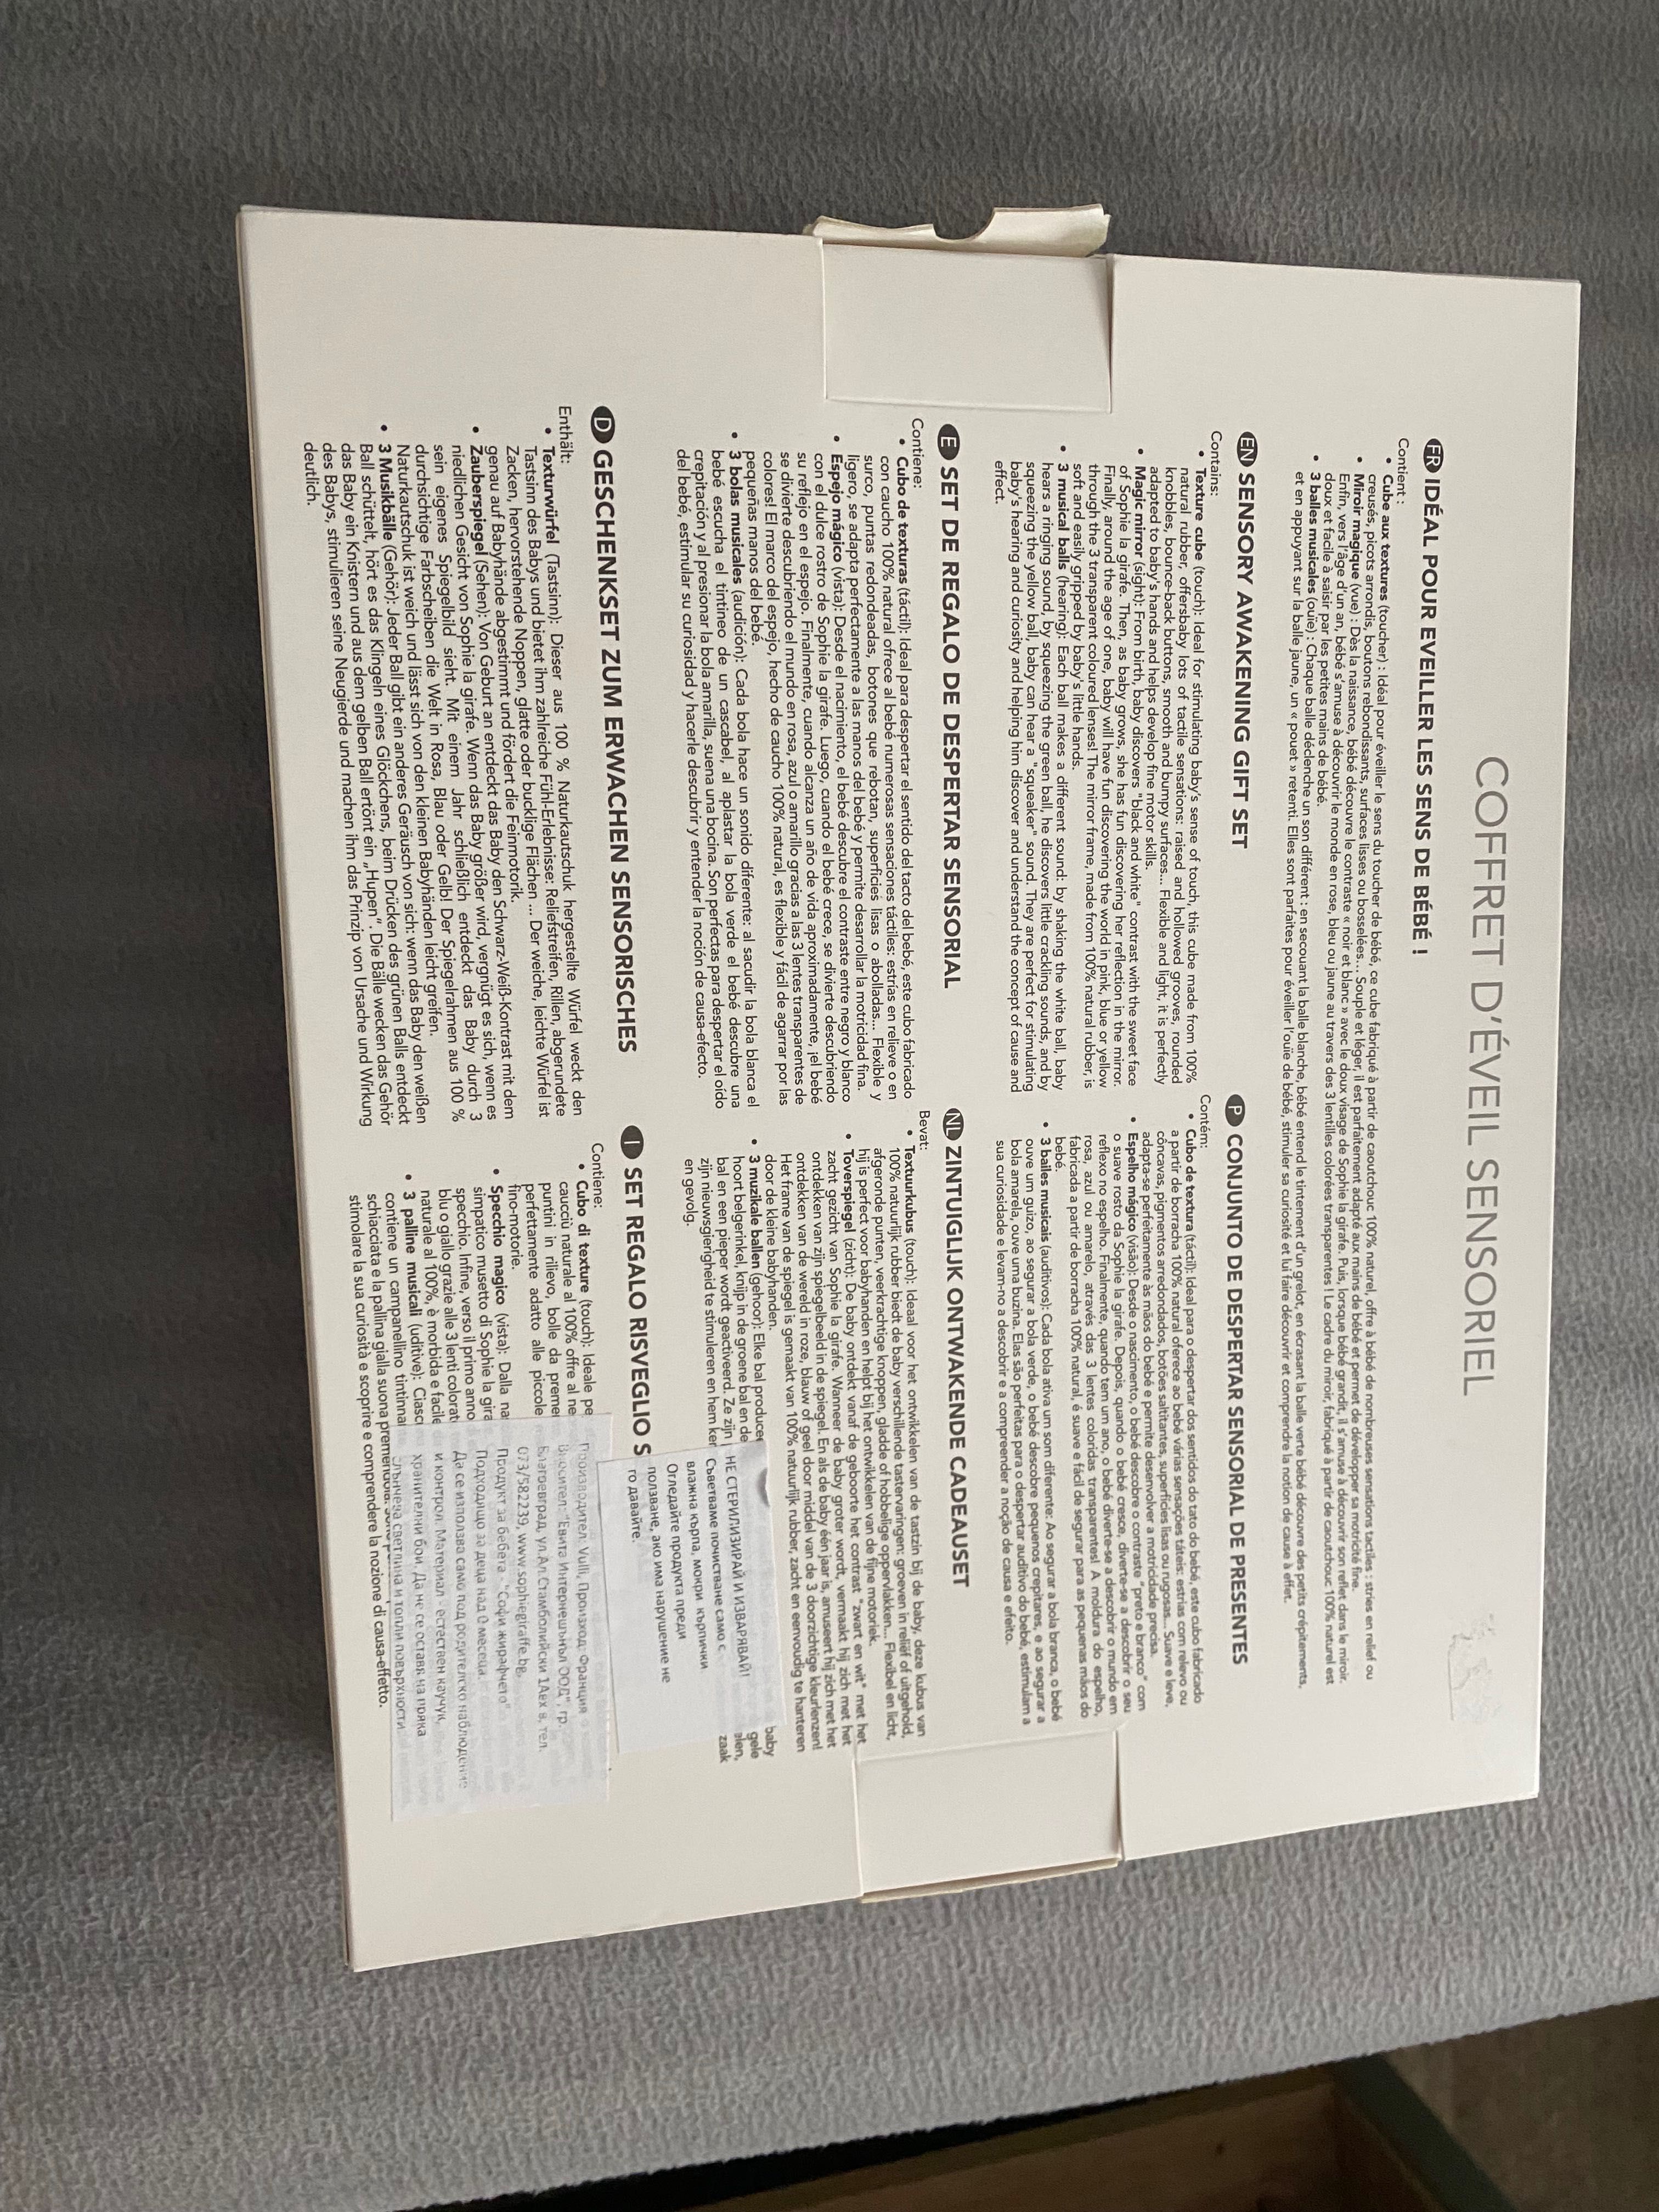 COFFRET D'ÉVEIL SENSORIEL
FR IDÉAL POUR EVEILLER LES SENS DE BÉBÉ !
Contient :
• Cube aux textures (toucher) : Idéal pour éveiller le sens du toucher de bébé, ce cube fabriqué à partir de caoutchouc 100% naturel, offre à bébé de nombreuses sensations tactiles : stries en relief ou
creusés, picots arrondis, boutons rebondissants, surfaces lisses ou bosselées... Souple et léger, il est parfaitement adapté aux mains de bébé et permet de développer sa motricité fine.
• Miroir magique (vue) : Dès la naissance, bébé découvre le contraste « noir et blanc » avec le doux visage de Sophie la girafe. Puis, lorsque bébé grandit, il s'amuse à découvrir son reflet dans le miroir.
Enfin, vers l'âge d'un an, bébé s'amuse à découvrir le monde en rose, bleu ou jaune au travers des 3 lentilles colorées transparentes ! Le cadre du miroir, fabriqué à partir de caoutchouc 100% naturel est
doux et facile à saisir par les petites mains de bébé.
• 3 balles musicales (ouïe) : Chaque balle déclenche un son différent : en secouant la balle blanche, bébé entend le tintement d'un grelot, en écrasant la balle verte bébé découvre des petits crépitements,
et en appuyant sur la balle jaune, un « pouet » retenti. Elles sont parfaites pour éveiller l'ouïe de bébé, stimuler sa curiosité et lui faire découvrir et comprendre la notion de cause à effet.
EN SENSORY AWAKENING GIFT SET
Contains:
• Texture cube (touch): Ideal for stimulating baby's sense of touch, this cube made from 100%
natural rubber, offersbaby lots of tactile sensations: raised and hollowed grooves, rounded
knobbles, bounce-back buttons, smooth and bumpy surfaces... Flexible and light, it is perfectly
adapted to baby's hands and helps develop fine motor skills.
• Magic mirror (sight): From birth, baby discovers "black and white" contrast with the sweet face
of Sophie la girafe. Then, as baby grows, she has fun discovering her reflection in the mirror.
Finally, around the age of one, baby will have fun discovering the world in pink, blue or yellow
through the 3 transparent coloured lenses! The mirror frame, made from 100% natural rubber, is
soft and easily gripped by baby's little hands.
• 3 musical balls (hearing): Each ball makes a different sound: by shaking the white ball, baby
hears a ringing sound, by squeezing the green ball, he discovers little crackling sounds, and by
squeezing the yellow ball, baby can hear a "squeaker" sound. They are perfect for stimulating
baby's hearing and curiosity and helping him discover and understand the concept of cause and
effect.
P CONJUNTO DE DESPERTAR SENSORIAL DE PRESENTES
Contém:
• Cubo de textura (táctil): Ideal para o despertar dos sentidos do tato do bebé, este cubo fabricado
a partir de borracha 100% natural oferece ao bebé várias sensações táteis: estrias com relevo ou
côncavas, pigmentos arredondados, botões saltitantes, superfícies lisas ou rugosas... Suave e leve,
adapta-se perfeitamente às mãos do bebé e permite desenvolver a motricidade precisa.
• Espelho mágico (visão): Desde o nascimento, o bebé descobre o contraste "preto e branco" com
o suave rosto da Sophie la girafe. Depois, quando o bebé cresce, diverte-se a descobrir o seu
reflexo no espelho. Finalmente, quando tem um ano, o bebé diverte-se a descobrir o mundo em
rosa, azul ou amarelo, através das 3 lentes coloridas transparentes! A moldura do espelho,
fabricada a partir de borracha 100% natural, é suave e fácil de segurar para as pequenas mãos do
bebé.
• 3 bailes musicais (auditivos): Cada bola ativa um som diferente: Ao segurar a bola branca, o bebé
ouve um guizo, ao segurar a bola verde, o bebé descobre pequenos crepitares, e ao segurar a
bola amarela, ouve uma buzina. Elas são perfeitas para o despertar auditivo do bebé, estimulam a
sua curiosidade e levam-no a descobrir e a compreender a noção de causa e efeito.
E SET DE REGALO DE DESPERTAR SENSORIAL
Contiene:
• Cubo de texturas (táctil): Ideal para despertar el sentido del tacto del bebé, este cubo fabricado
con caucho 100% natural ofrece al bebé numerosas sensaciones táctiles: estrías en relieve o en
surco, puntas redondeadas, botones que rebotan, superficies lisas o abolladas... Flexible y
ligero, se adapta perfectamente a las manos del bebé y permite desarrollar la motricidad fina.
• Espejo mágico (vista): Desde el nacimiento, el bebé descubre el contraste entre negro y blanco
con el dulce rostro de Sophie la girafe. Luego, cuando el bebé crece, se divierte descubriendo
su reflejo en el espejo. Finalmente, cuando alcanza un año de vida aproximadamente, ¡el bebé
se divierte descubriendo el mundo en rosa, azul o amarillo gracias a las 3 lentes transparentes de
colores! El marco del espejo, hecho de caucho 100% natural, es flexible y fácil de agarrar por las
pequeñas manos del bebé.
• 3 bolas musicales (audición): Cada bola hace un sonido diferente: al sacudir la bola blanca el
bebé escucha el tintineo de un cascabel, al aplastar la bola verde el bebé descubre una
crepitación y al presionar la bola amarilla, suena una bocina. Son perfectas para despertar el oído
del bebé, estimular su curiosidad y hacerle descubrir y entender la noción de causa-efecto.
NL ZINTUIGLIJK ONTWAKENDE CADEAUSET
Bevat:
• Textuurkubus (touch): Ideaal voor het ontwikkelen van de tastzin bij de baby, deze kubus van
100% natuurlijk rubber biedt de baby verschillende tastervaringen: groeven in reliëf of uitgehold,
afgeronde punten, veerkrachtige knoppen, gladde of hobbelige oppervlakken... Flexibel en licht,
hij is perfect voor babyhanden en helpt bij het ontwikkelen van de fijne motoriek.
• Toverspiegel (zicht): De baby ontdekt vanaf de geboorte het contrast "zwart en wit" met het
zacht gezicht van Sophie la girafe. Wanneer de baby groter wordt, vermaakt hij zich met het
ontdekken van zijn spiegelbeeld in de spiegel. En als de baby één jaar is, amuseert hij zich met het
ontdekken van de wereld in roze, blauw of geel door middel van de 3 doorzichtige kleurlenzen!
Het frame van de spiegel is gemaakt van 100% natuurlijk rubber, zacht en eenvoudig te hanteren
door de kleine babyhanden.
• 3 muzikale ballen (gehoor): Elke bal produce baby
hoort belgerinkel, knijp in de groene bal en de gele
bal en een pieper wordt geactiveerd. Ze zijn
zijn nieuwsgierigheid te stimuleren en hem zaak
en gevolg.
НЕ СТЕРИЛИЗИРАЙ И ИЗВАРЯВАЙ!
Съветваме почистване само с
влажна кърпа, мокри кърпички
Огледайте продукта преди
ползване, ако има нарушение не
го давайте.
D GESCHENKSET ZUM ERWACHEN SENSORISCHES
Enthält:
• Texturwürfel (Tastsinn): Dieser aus 100 % Naturkautschuk hergestellte Würfel weckt den
Tastsinn des Babys und bietet ihm zahlreiche Fühl-Erlebnisse: Reliefstreifen, Rillen, abgerundete
Zacken, hervorstehende Noppen, glatte oder bucklige Flächen ... Der weiche, leichte Würfel ist
genau auf Babyhände abgestimmt und fördert die Feinmotorik.
• Zauberspiegel (Sehen): Von Geburt an entdeckt das Baby den Schwarz-Weiß-Kontrast mit dem
niedlichen Gesicht von Sophie la girafe. Wenn das Baby größer wird, vergnügt es sich, wenn es
sein eigenes Spiegelbild sieht. Mit einem Jahr schließlich entdeckt das Baby durch 3
durchsichtige Farbscheiben die Welt in Rosa, Blau oder Gelb! Der Spiegelrahmen aus 100 %
Naturkautschuk ist weich und lässt sich von den kleinen Babyhänden leicht greifen.
• 3 Musikbälle (Gehör): Jeder Ball gibt ein anderes Geräusch von sich: wenn das Baby den weißen
Ball schüttelt, hört es das Klingeln eines Glöckchens, beim Drücken des grünen Balls entdeckt
das Baby ein Knistern und aus dem gelben Ball ertönt ein „Hupen". Die Bälle wecken das Gehör
des Babys, stimulieren seine Neugierde und machen ihm das Prinzip von Ursache und Wirkung
deutlich.
I SET REGALO RISVEGLIO S
Contiene:
• Cubo di texture (touch): Ideale pe
caucciù naturale al 100% offre al ne
puntini in rilievo, bolle da premer
perfettamente adatto alle piccole
fino-motorie.
• Specchio magico (vista): Dalla na
simpatico musetto di Sophie la gira
specchio. Infine, verso il primo anno
blu o giallo grazie alle 3 lenti colorat
naturale al 100%, è morbida e facile
• 3 palline musicali (uditive): Ciasc
contiene un campanellino tintinna
schiacciata e la pallina gialla suona
stimolare la sua curiosità e scoprire e comprendere la nozione di causa-effetto.
Производител: Vulli, Произход: Франция
Вносител: "Евита Интернешънъл ООД", гр.
Благоевград, ул.Ал.Стамболийски 1А вх в, тел.
073/582239, www.sophiegiraffe.bg,
Продукт за бебета - "Софи жирафчето"
Подходящо за деца над 0 месеца.
Да се използва само под родителско наблюдение
и контрол. Материал - естествен каучук,
хранителни бои. Да не се оставя на пряка
слънчева светлина и топли повърхности